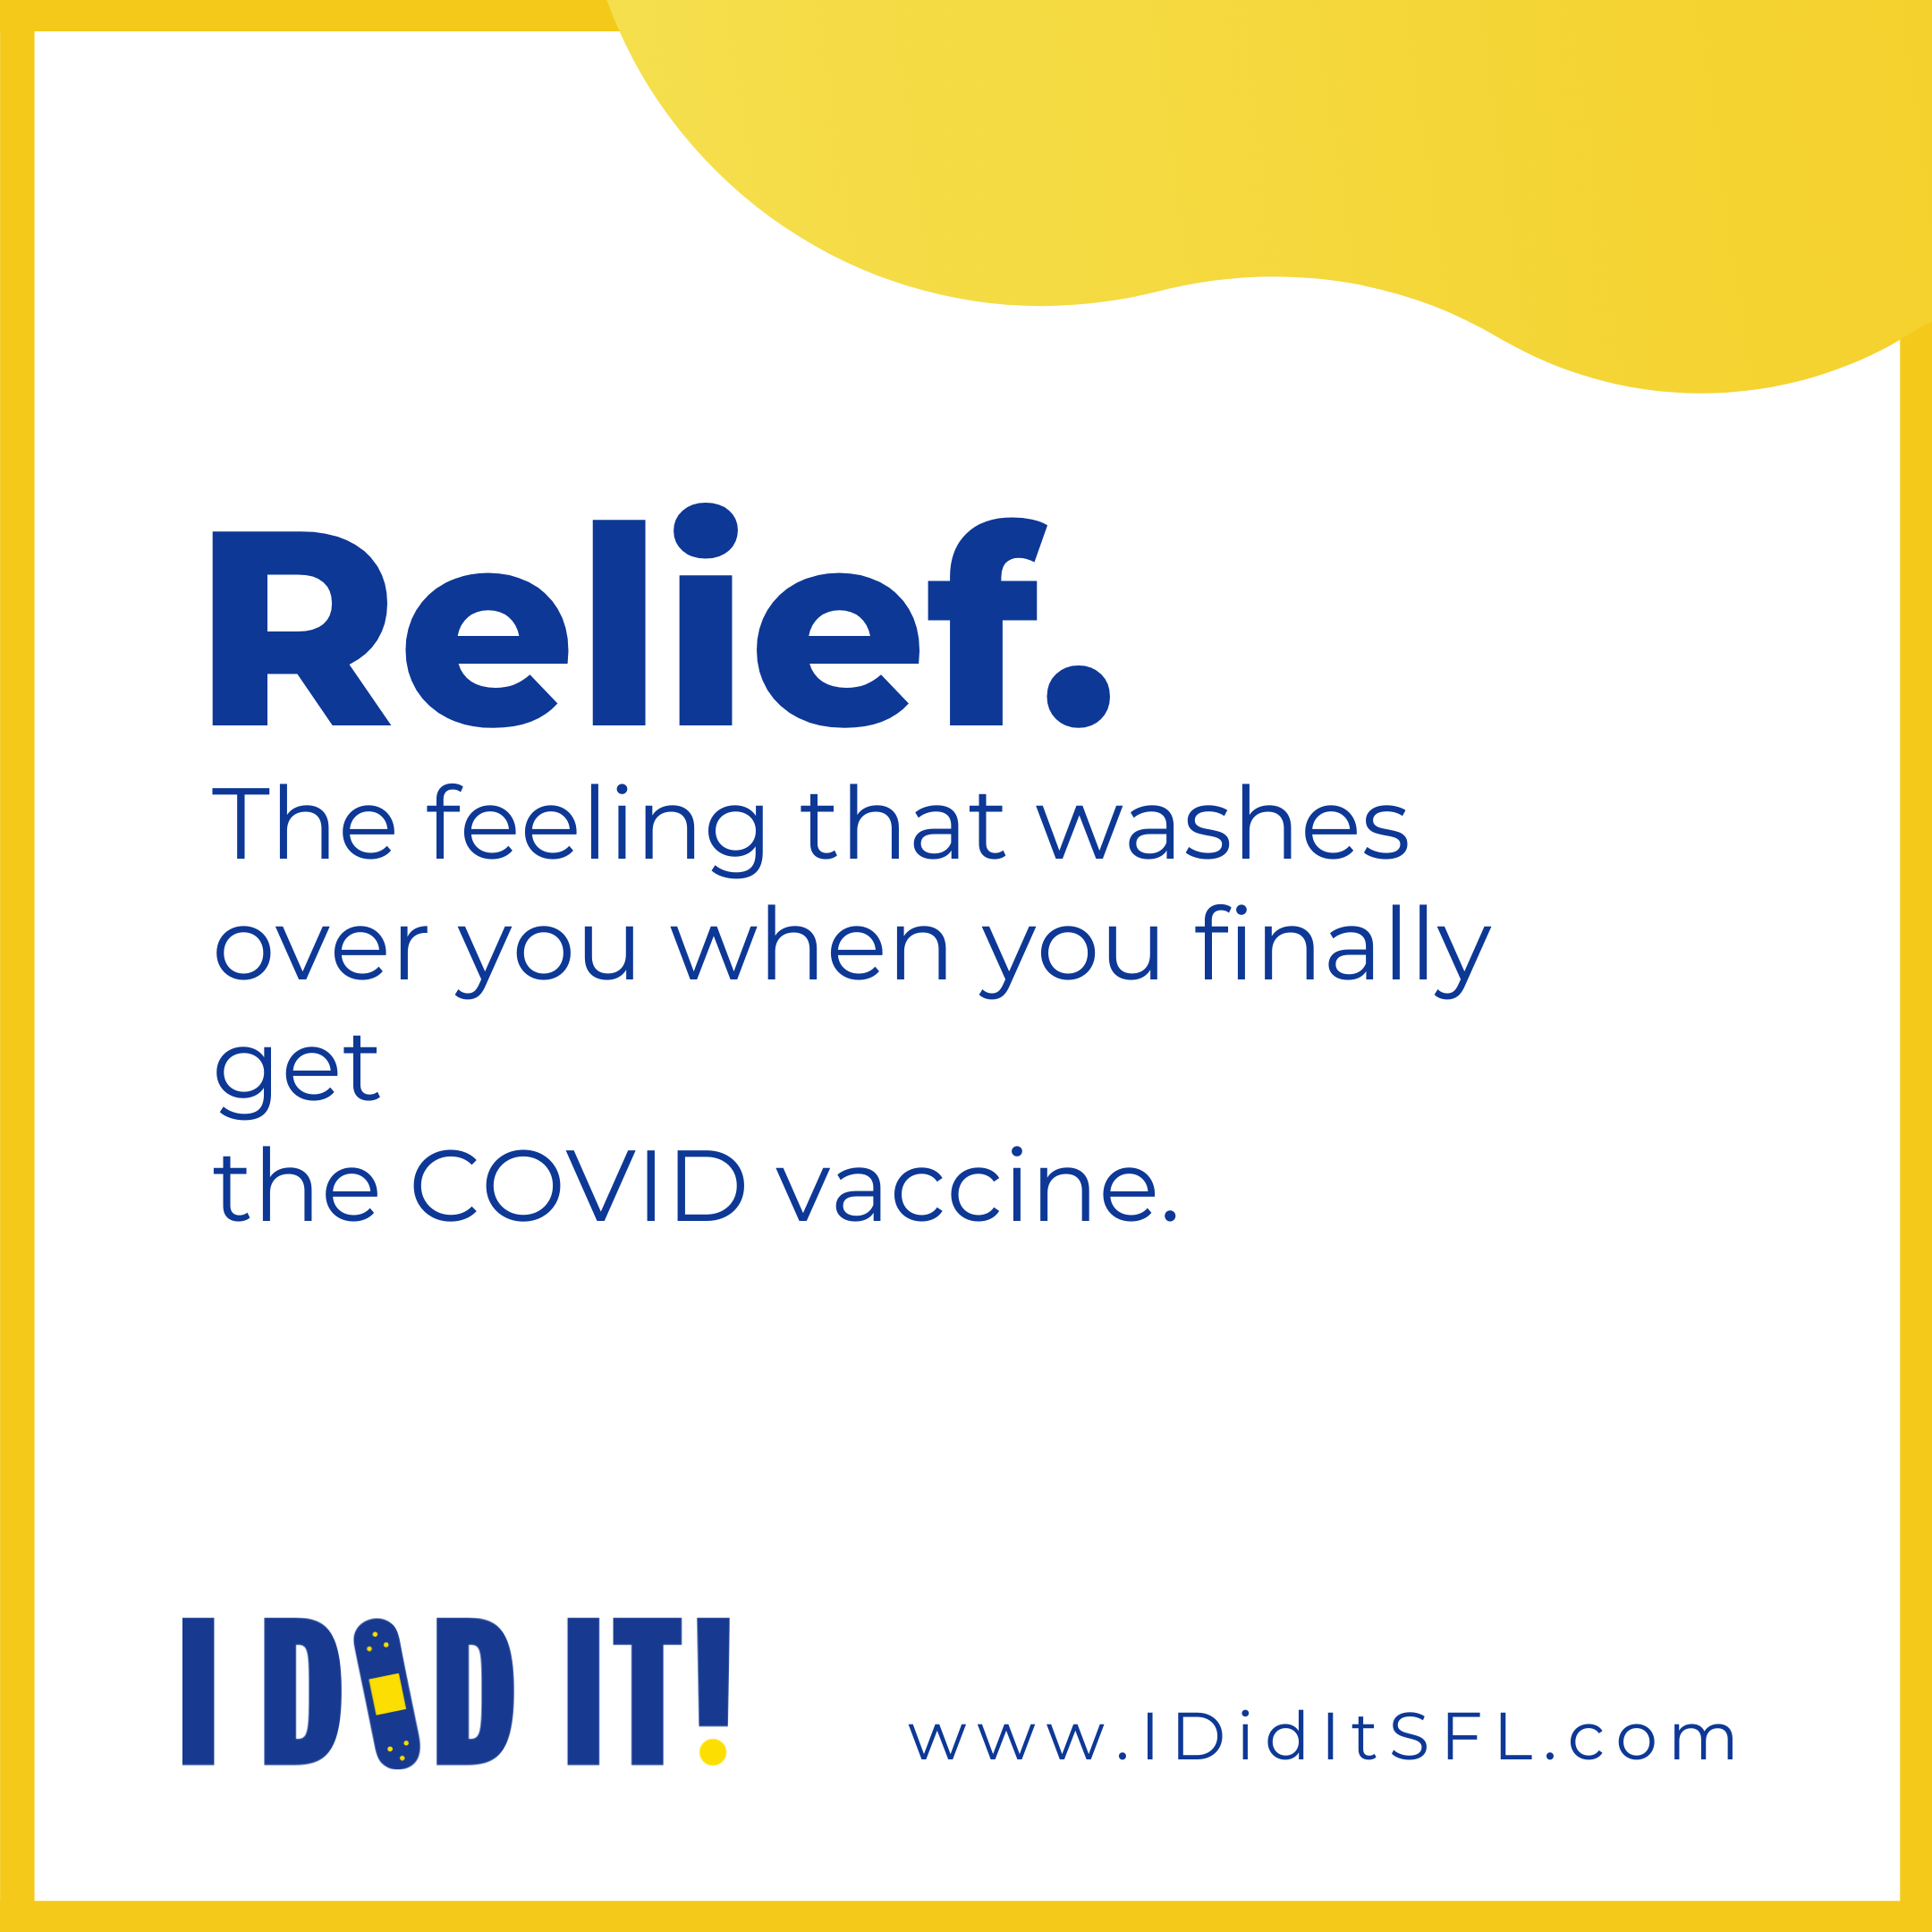 Relief.
The feeling that washes
over you when you finally
get
the COVID vaccine.
I DID IT!
www.IDidItSFL.com